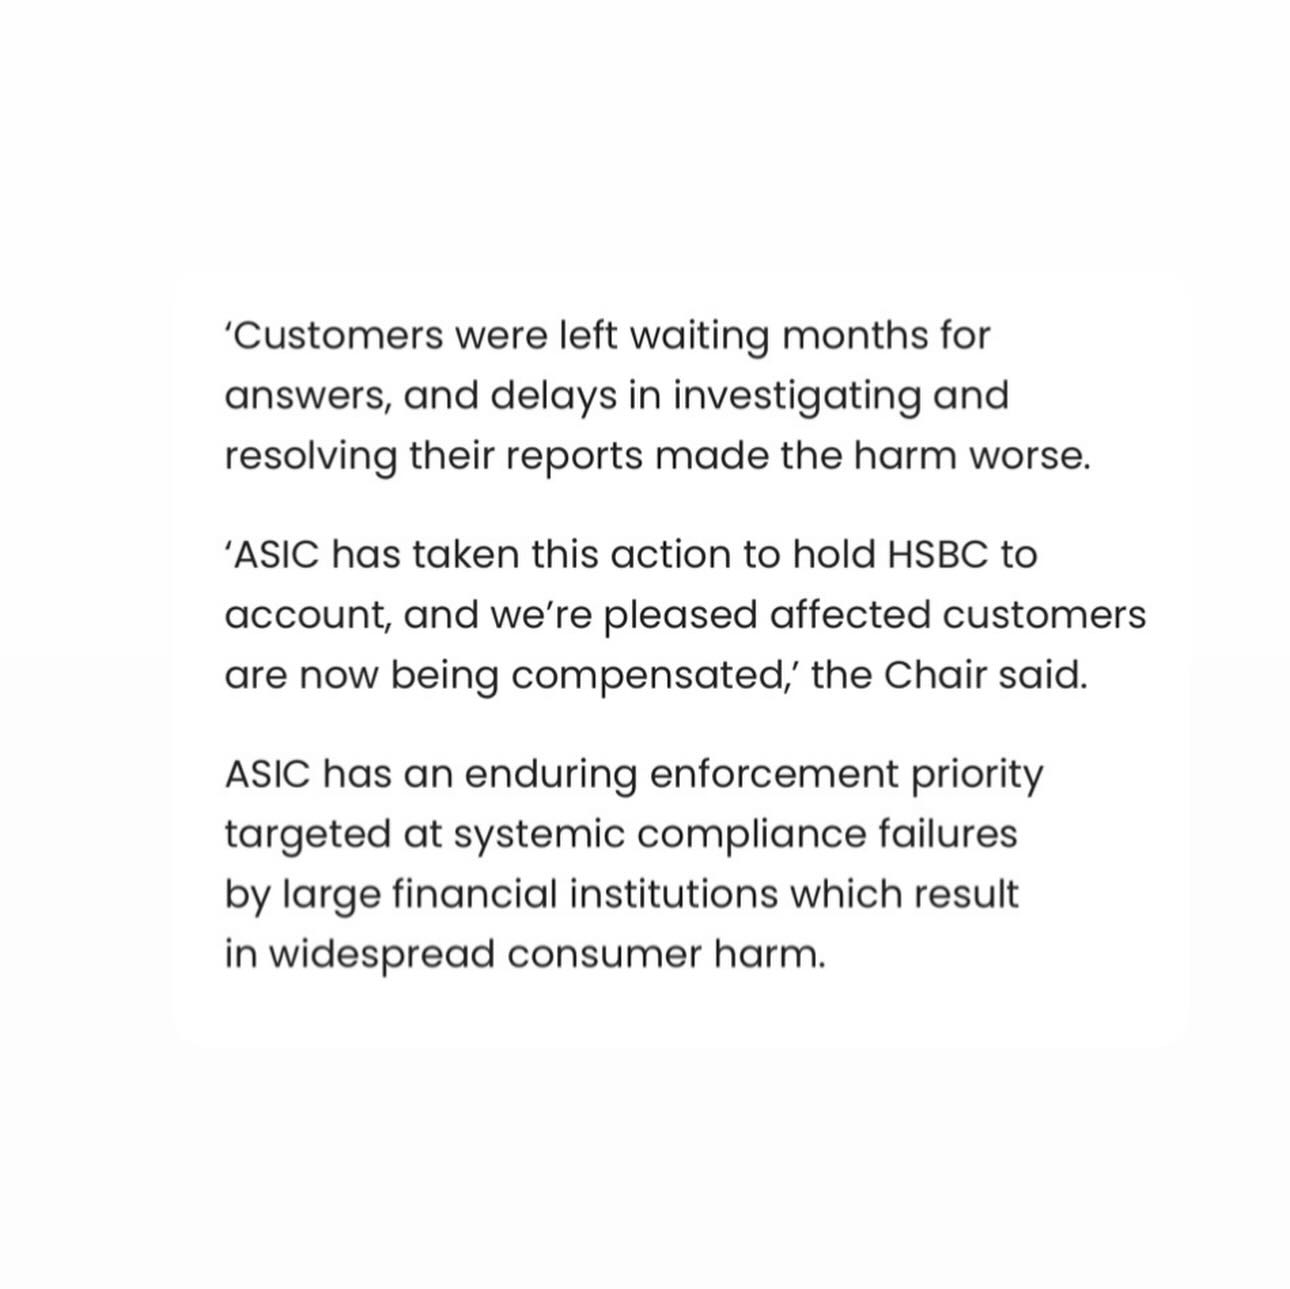 ‘Customers were left waiting months for
answers, and delays in investigating and
resolving their reports made the harm worse.
‘ASIC has taken this action to hold HSBC to
account, and we’re pleased affected customers
are now being compensated,’ the Chair said.
ASIC has an enduring enforcement priority
targeted at systemic compliance failures
by large financial institutions which result
in widespread consumer harm.